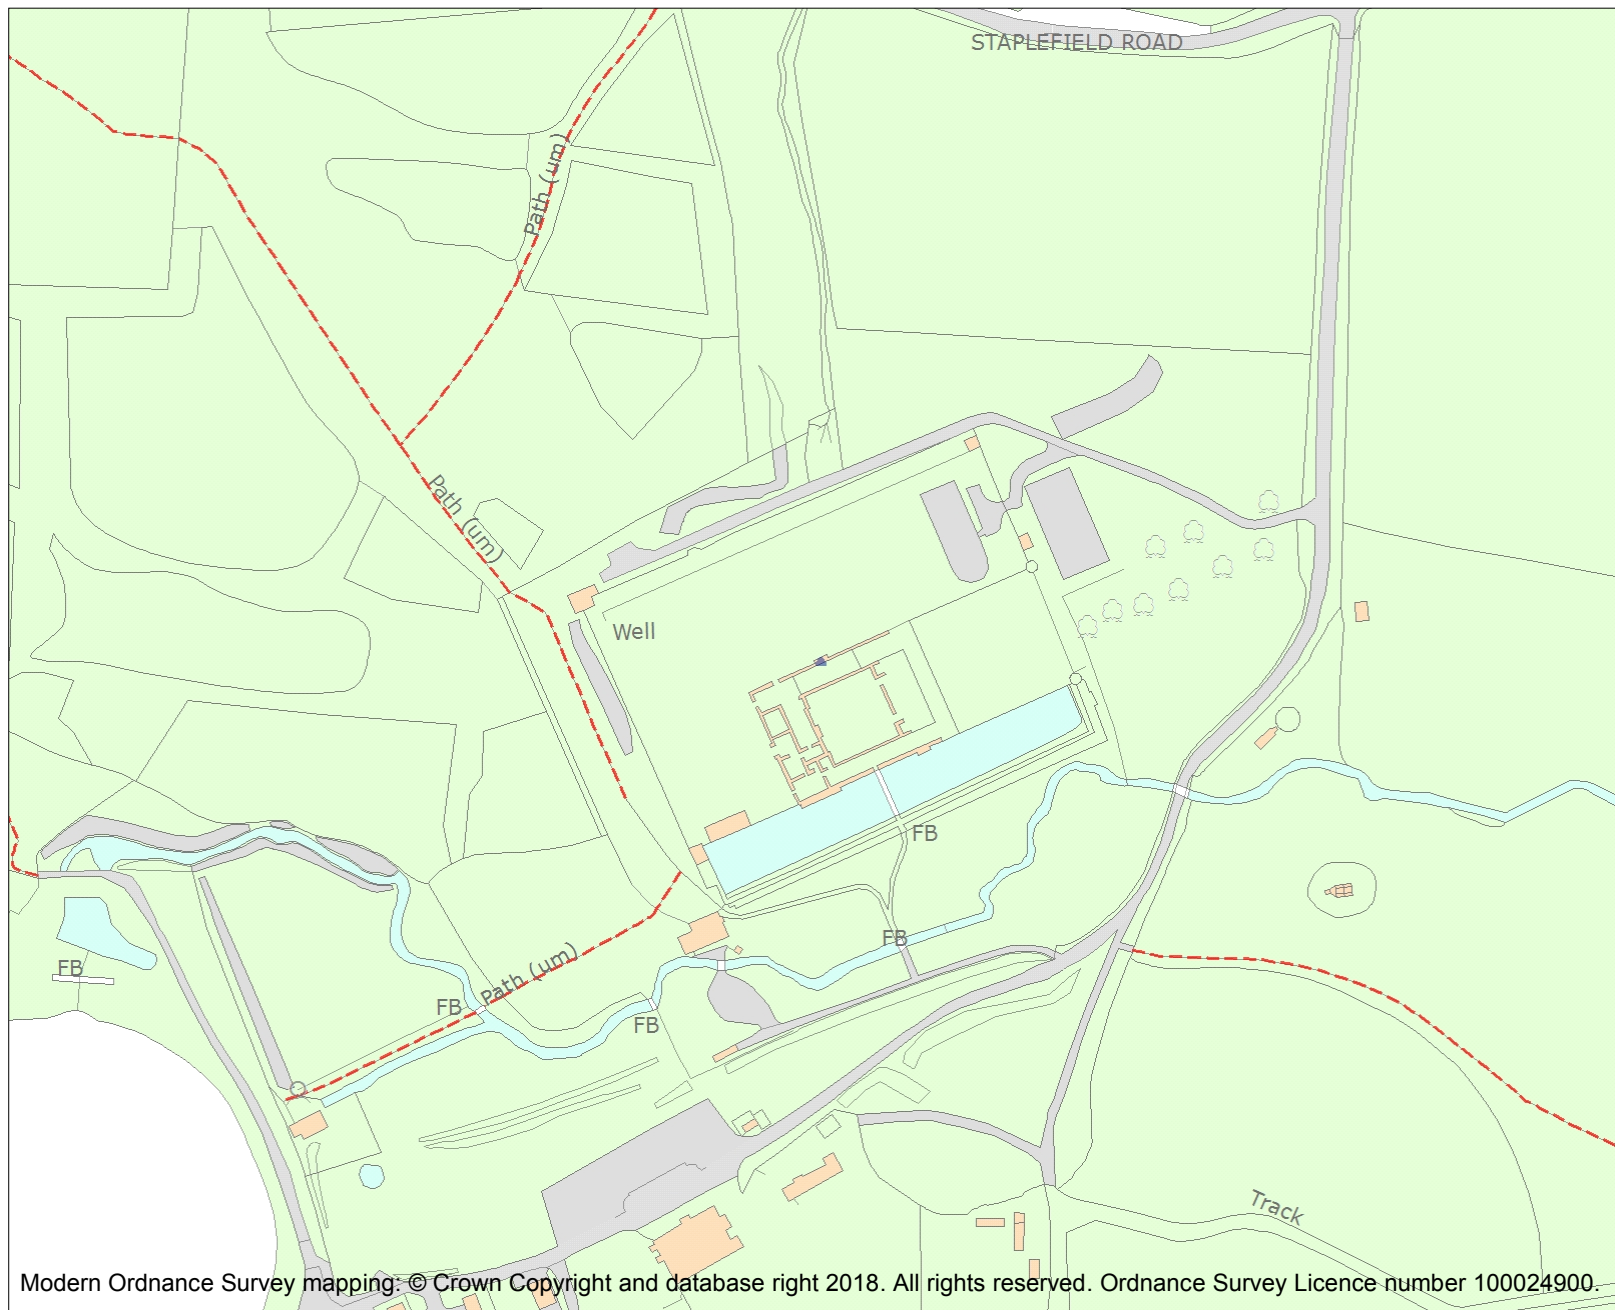 STAPLEFIELD ROAD
Path (um)
Path (um)
Well
FB
FB
Path (um)
FB
FB
FB
Track
Modern Ordnance Survey mapping: © Crown Copyright and database right 2018. All rights reserved. Ordnance Survey Licence number 100024900.